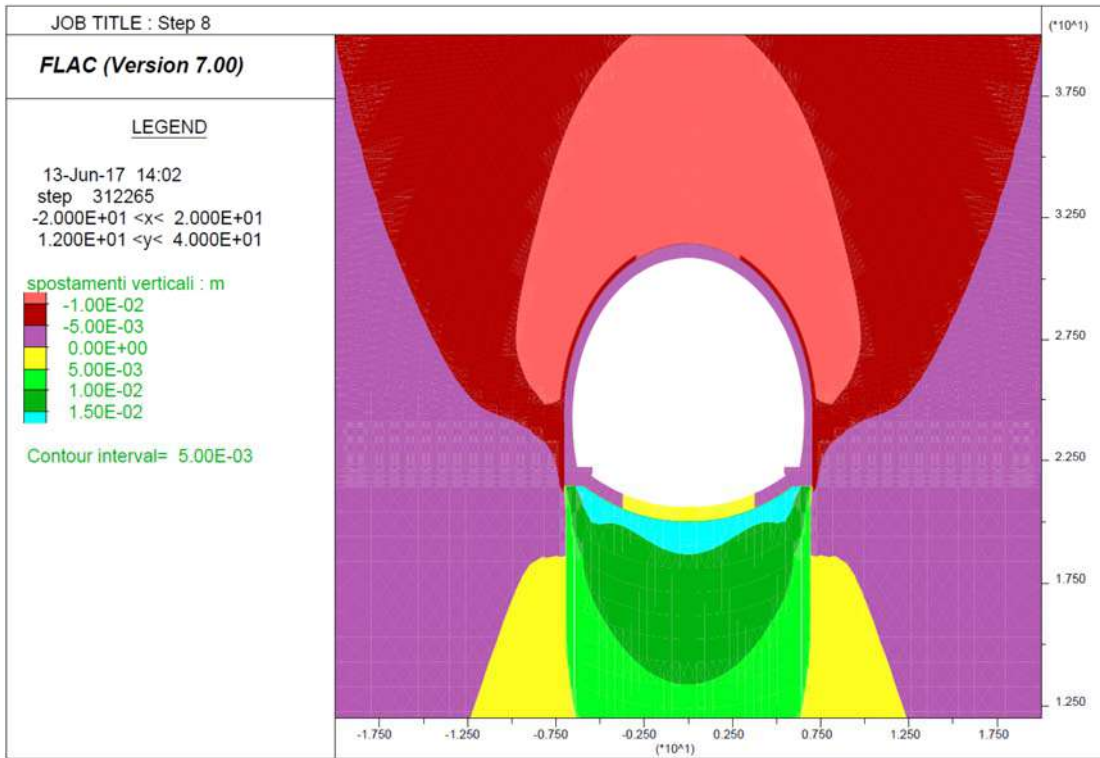 JOB TITLE : Step 8
(*10^1)
FLAC (Version 7.00)
LEGEND
13-Jun-17 14:02
step 312265
-2.000E+01 <x< 2.000E+01
1.200E+01 <y< 4.000E+01
spostamenti verticali : m
-1.00E-02
-5.00E-03
0.00E+00
5.00E-03
1.00E-02
1.50E-02
Contour interval= 5.00E-03
3.750
3.250
2.750
2.250
1.750
1.250
-1.750
-1.250
-0.750
-0.250
0.250
0.750
1.250
1.750
(*10^1)